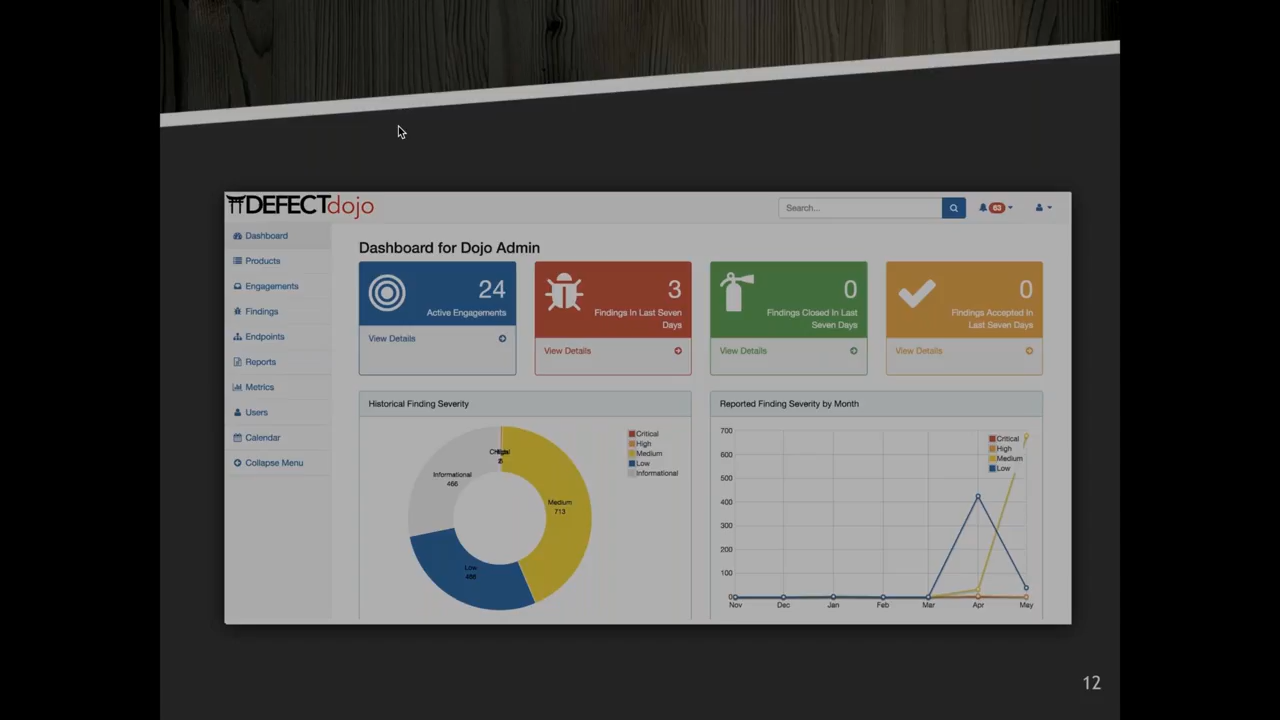 DEFECTdojo
Search...
63
Dashboard
Products
Engagements
Findings
Endpoints
Reports
Metrics
Users
Calendar
Collapse Menu
Dashboard for Dojo Admin
24
Active Engagements
View Details
3
Findings In Last Seven
Days
View Details
0
Findings Closed In Last
Seven Days
View Details
0
Findings Accepted In
Last Seven Days
View Details
Historical Finding Severity
Critical
High
Medium
Low
Informational
Informational
466
Medium
713
Low
Reported Finding Severity by Month
700
600
500
400
300
200
100
0
Critical
High
Medium
Low
Nov
Dec
Jan
Feb
Mar
Apr
May
12